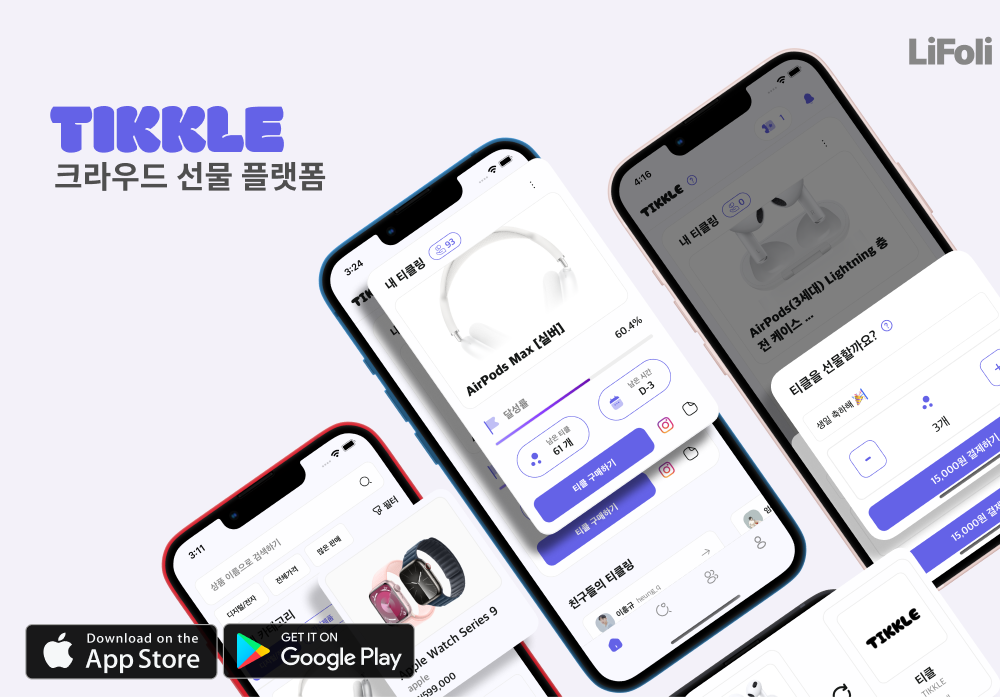 LiFoli
TIKKLE
크라우드 선물 플랫폼
4:16
1
TIKKLE
내 티클링
0
AirPods(3세대) Lightning 충
전 케이스 ...
티클을 선물할까요?
생일 축하해
+
3개
-
15,000원 결제하기
15,000원 결제
3:24
내 티클링
93
AirPods Max [실버]
60.4%
달성률
남은 티클
61 개
남은 시간
D-3
티클 구매하기
티클 구매하기
친구들의 티클링
이홍규
3:11
상품 이름으로 검색하기
필터
디지털/전자
전체가격
많은 판매
Apple Watch Series 9
apple
₩599,000
Download on the
App Store
GET IT ON
Google Play
TIKKLE
티클
TIKKLE